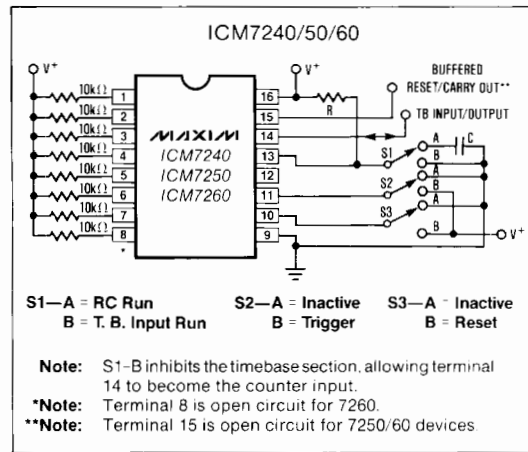 ICM7240/50/60
V+
10kΩ 1
10kΩ 2
10kΩ 3
10kΩ 4
10kΩ 5
10kΩ 6
10kΩ 7
10kΩ 8
*
MAXIM
ICM7240
ICM7250
ICM7260
16
15
14
13
12
11
10
9
V+
R
BUFFERED
RESET/CARRY OUT**
TB INPUT/OUTPUT
S1 A C
B
S2 A
B
S3 A
B V+
S1—A = RC Run
B = T. B. Input Run
S2—A = Inactive
B = Trigger
S3—A = Inactive
B = Reset
Note: S1-B inhibits the timebase section, allowing terminal
14 to become the counter input.
*Note: Terminal 8 is open circuit for 7260.
**Note: Terminal 15 is open circuit for 7250/60 devices.